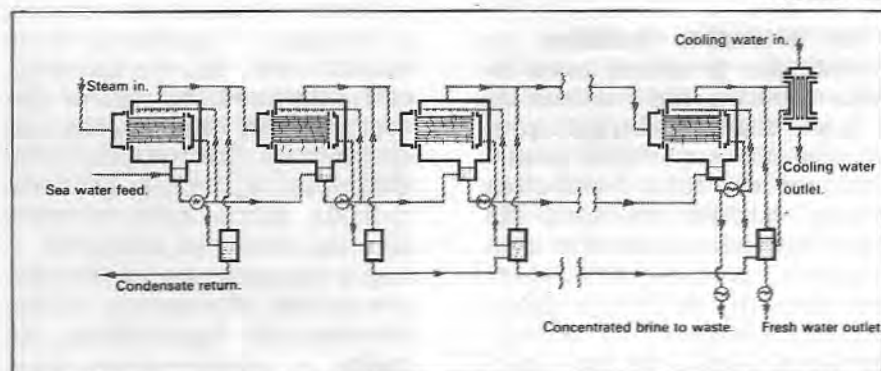 Cooling water in.
Steam in.
Cooling water
outlet.
Sea water feed.
Condensate return.
Concentrated brine to waste.
Fresh water outlet